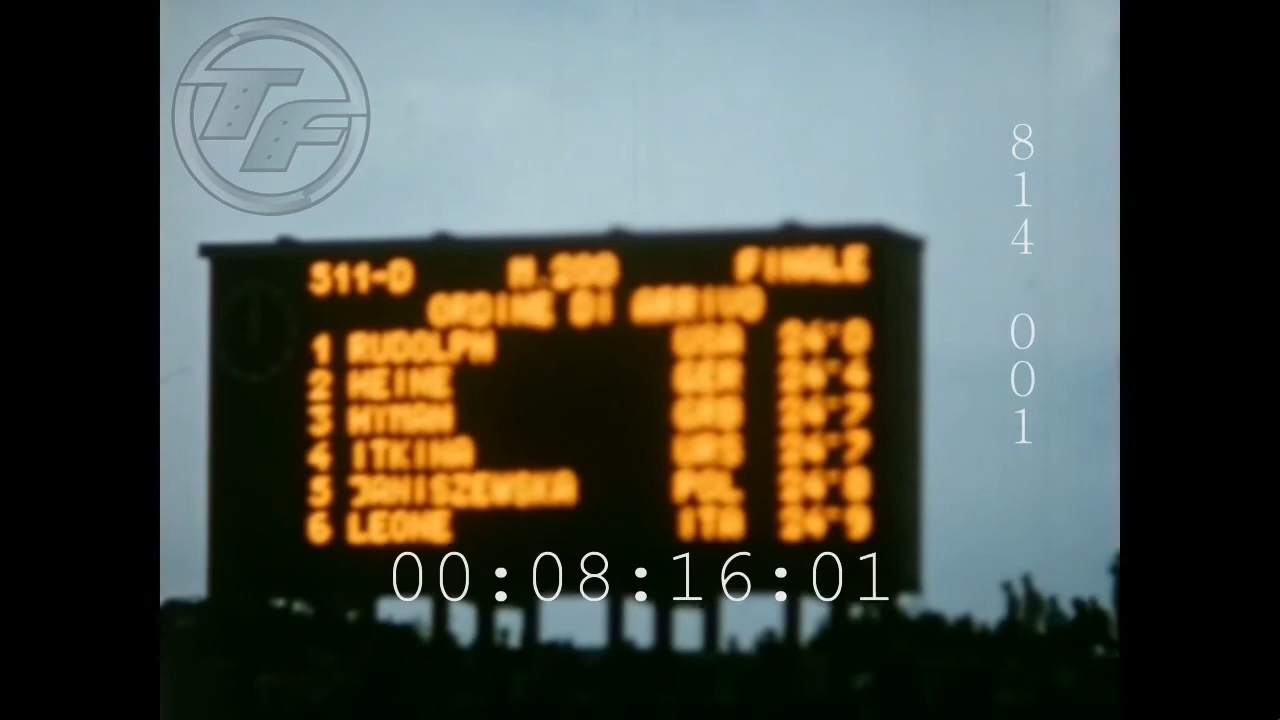 TF
814 001
511-D M.200 FINALE
ORDINE DI ARRIVO
1 RUDOLPH USA 24"0
2 HEINE GER 24"4
3 HYMAN GRB 24"7
4 ITKINA URS 24"7
5 JANISZEWSKA POL 24"8
6 LEONE ITA 24"9
00:08:16:01